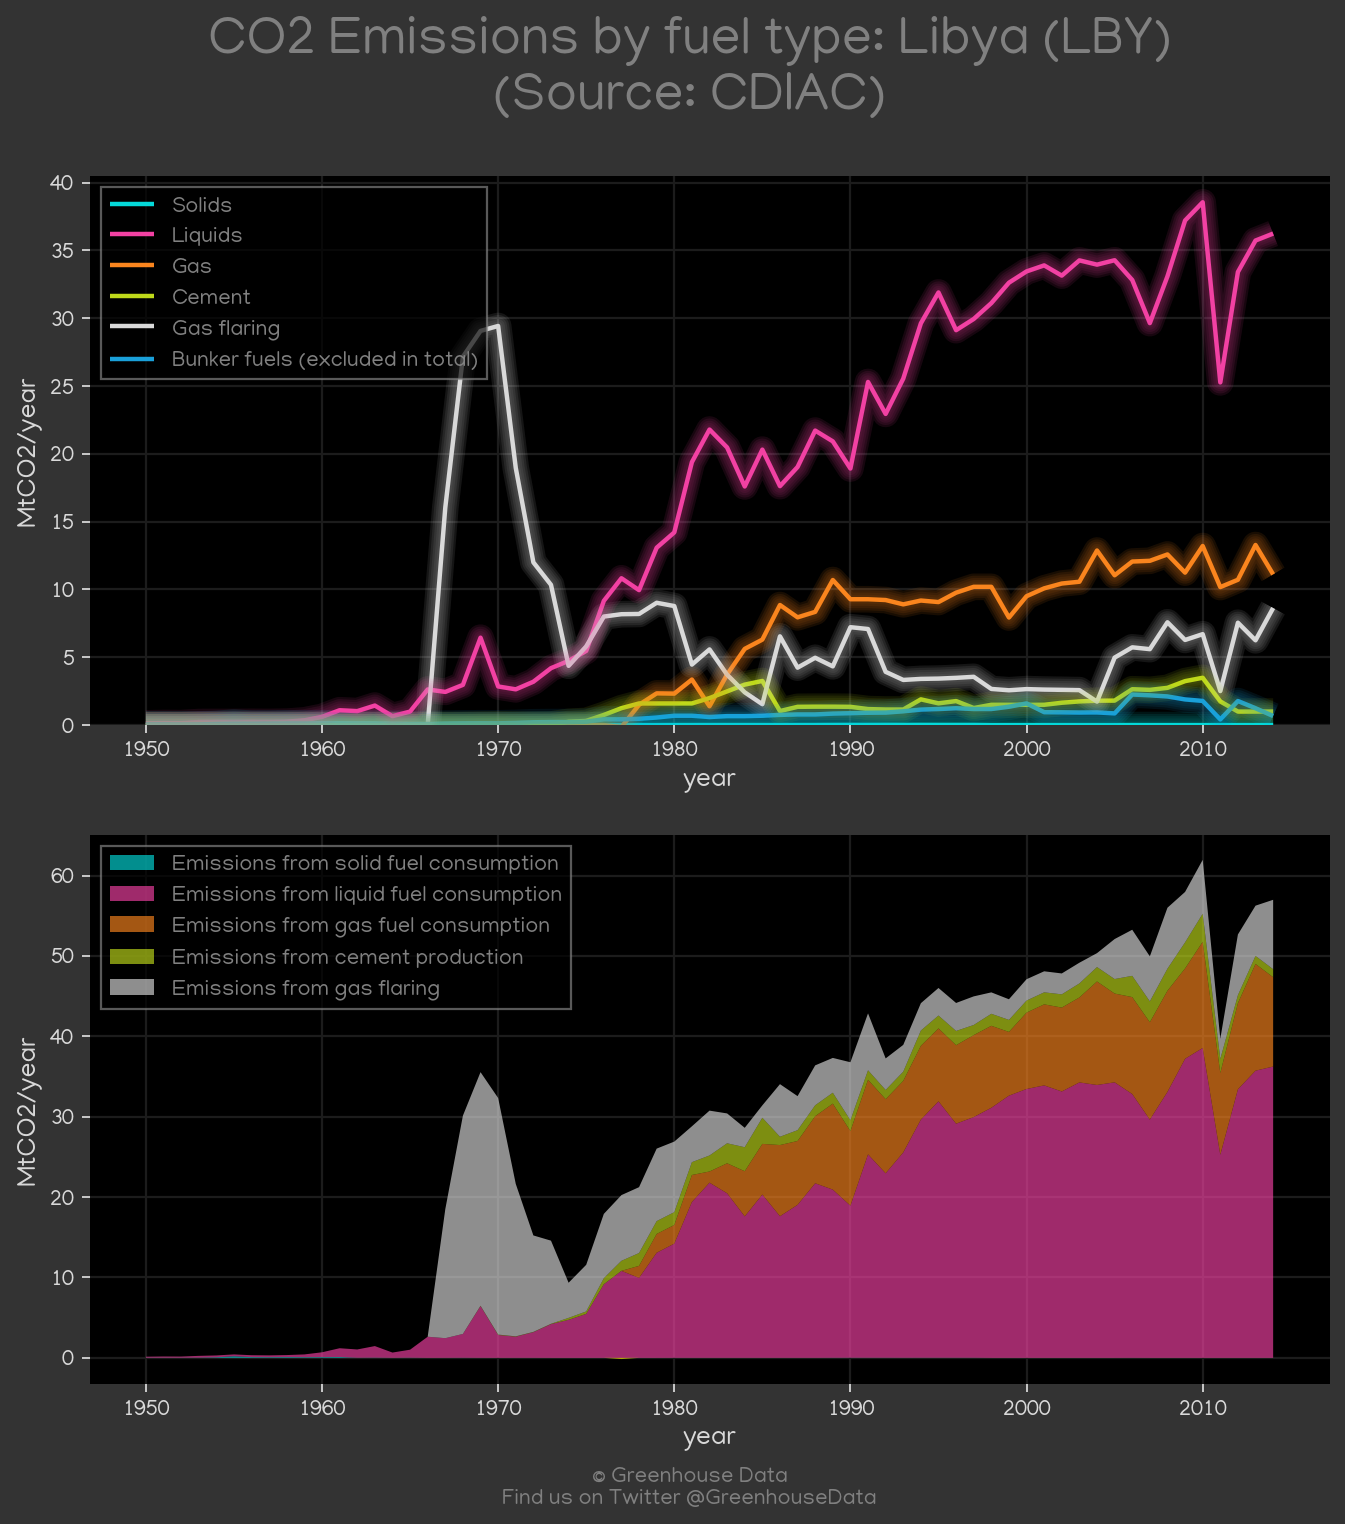 CO2 Emissions by fuel type: Libya (LBY)
(Source: CDIAC)
40
35
30
25
20
15
10
5
0
MtCO2/year
Solids
Liquids
Gas
Cement
Gas flaring
Bunker fuels (excluded in total)
1950 1960 1970 1980 1990 2000 2010
year
60
50
40
30
20
10
0
MtCO2/year
Emissions from solid fuel consumption
Emissions from liquid fuel consumption
Emissions from gas fuel consumption
Emissions from cement production
Emissions from gas flaring
1950 1960 1970 1980 1990 2000 2010
year
© Greenhouse Data
Find us on Twitter @GreenhouseData